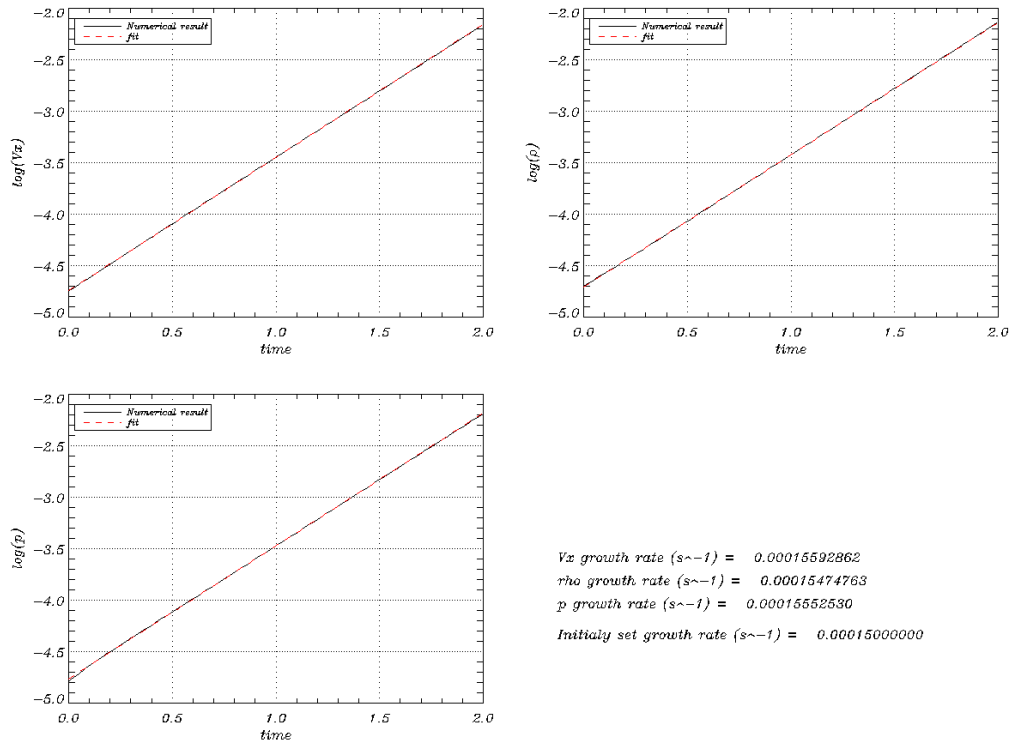 −2.0
Numerical result
fit
−2.5
−3.0
log(Vx)
−3.5
−4.0
−4.5
−5.0
0.0 0.5 1.0 1.5 2.0
time
−2.0
Numerical result
fit
−2.5
−3.0
log(ρ)
−3.5
−4.0
−4.5
−5.0
0.0 0.5 1.0 1.5 2.0
time
−2.0
Numerical result
fit
−2.5
−3.0
log(p)
−3.5
−4.0
−4.5
−5.0
0.0 0.5 1.0 1.5 2.0
time
Vx growth rate (s^−1) = 0.00015592862
rho growth rate (s^−1) = 0.00015474763
p growth rate (s^−1) = 0.00015552530
Initialy set growth rate (s^−1) = 0.00015000000